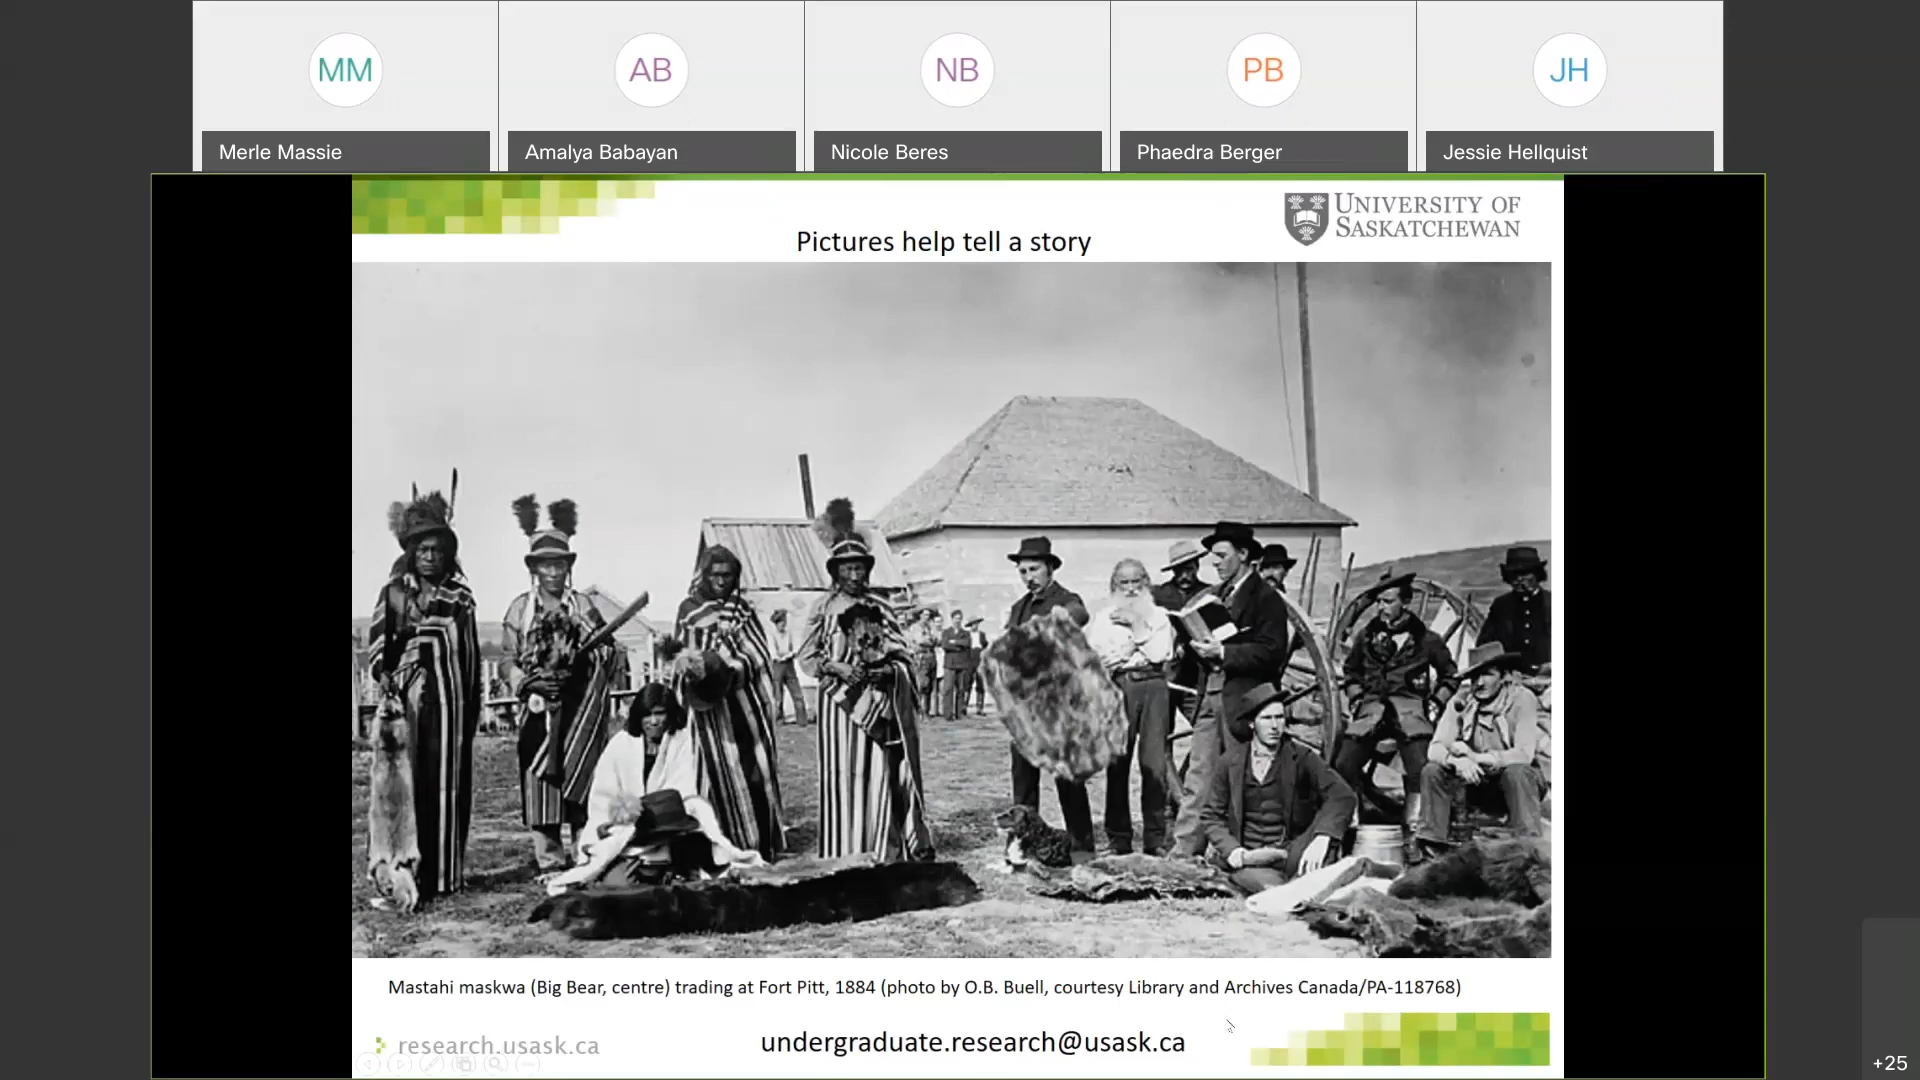 MM
AB
NB
PB
JH
Merle Massie
Amalya Babayan
Nicole Beres
Phaedra Berger
Jessie Hellquist
UNIVERSITY OF
SASKATCHEWAN
Pictures help tell a story
Mastahi maskwa (Big Bear, centre) trading at Fort Pitt, 1884 (photo by O.B. Buell, courtesy Library and Archives Canada/PA-118768)
research.usask.ca
undergraduate.research@usask.ca
+25